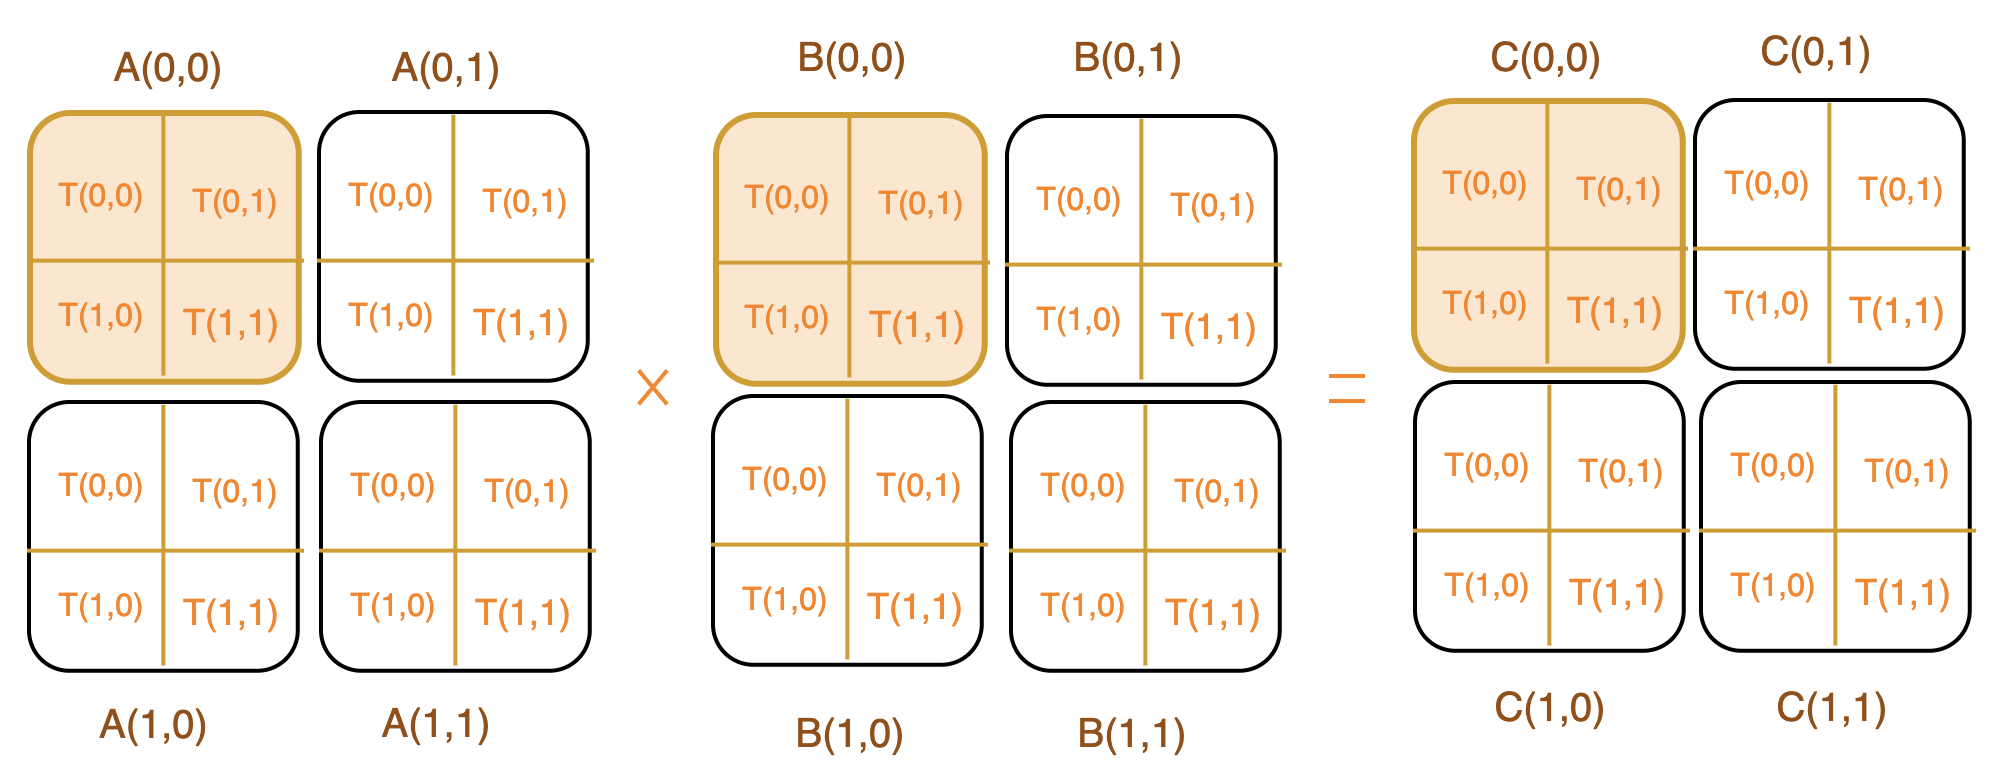 A(0,0) A(0,1) B(0,0) B(0,1) C(0,0) C(0,1)
T(0,0) T(0,1) T(0,0) T(0,1) T(0,0) T(0,1) T(0,0) T(0,1) T(0,0) T(0,1) T(0,0) T(0,1)
T(1,0) T(1,1) T(1,0) T(1,1) T(1,0) T(1,1) T(1,0) T(1,1) T(1,0) T(1,1) T(1,0) T(1,1)
× =
T(0,0) T(0,1) T(0,0) T(0,1) T(0,0) T(0,1) T(0,0) T(0,1) T(0,0) T(0,1) T(0,0) T(0,1)
T(1,0) T(1,1) T(1,0) T(1,1) T(1,0) T(1,1) T(1,0) T(1,1) T(1,0) T(1,1) T(1,0) T(1,1)
A(1,0) A(1,1) B(1,0) B(1,1) C(1,0) C(1,1)